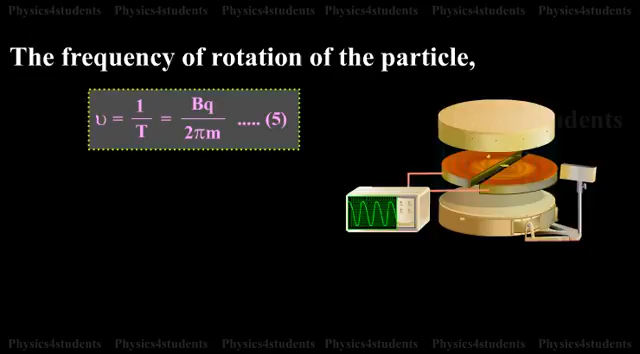 Physics4students Physics4students Physics4students Physics4students Physics4students Physics4students
The frequency of rotation of the particle,
υ = 1/T = Bq/2πm ..... (5)
dents
Physics4students Physics4students Physics4students Physics4students Physics4students Physics4students